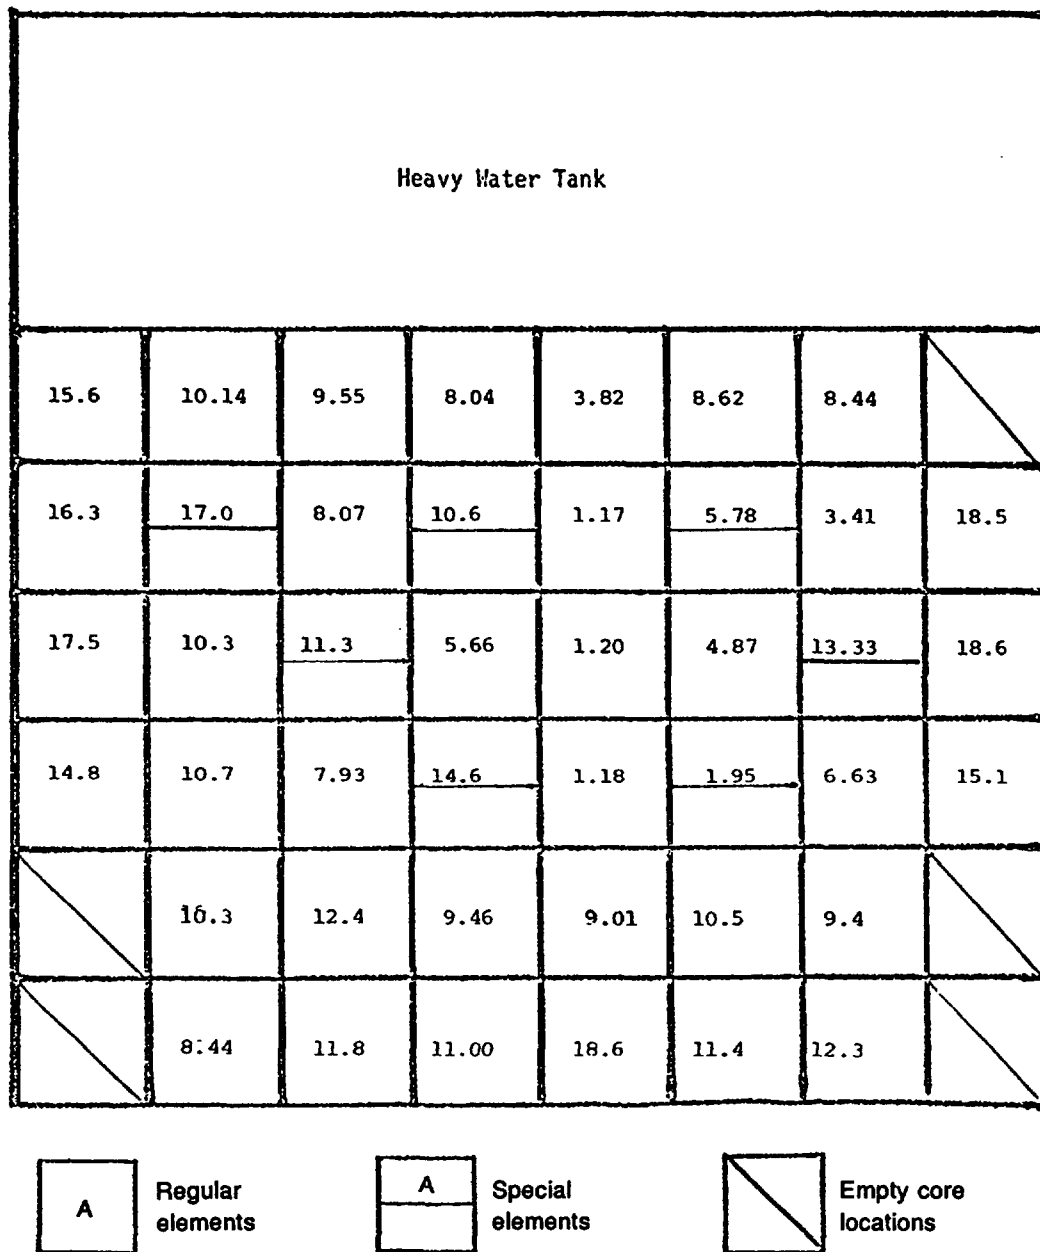 Heavy Water Tank
15.6 10.14 9.55 8.04 3.82 8.62 8.44
16.3 17.0 8.07 10.6 1.17 5.78 3.41 18.5
17.5 10.3 11.3 5.66 1.20 4.87 13.33 18.6
14.8 10.7 7.93 14.6 1.18 1.95 6.63 15.1
12.4 9.46 9.01 10.5 9.4
8.44 11.8 11.00 18.6 11.4 12.3
A Regular A Special Empty core
elements elements locations